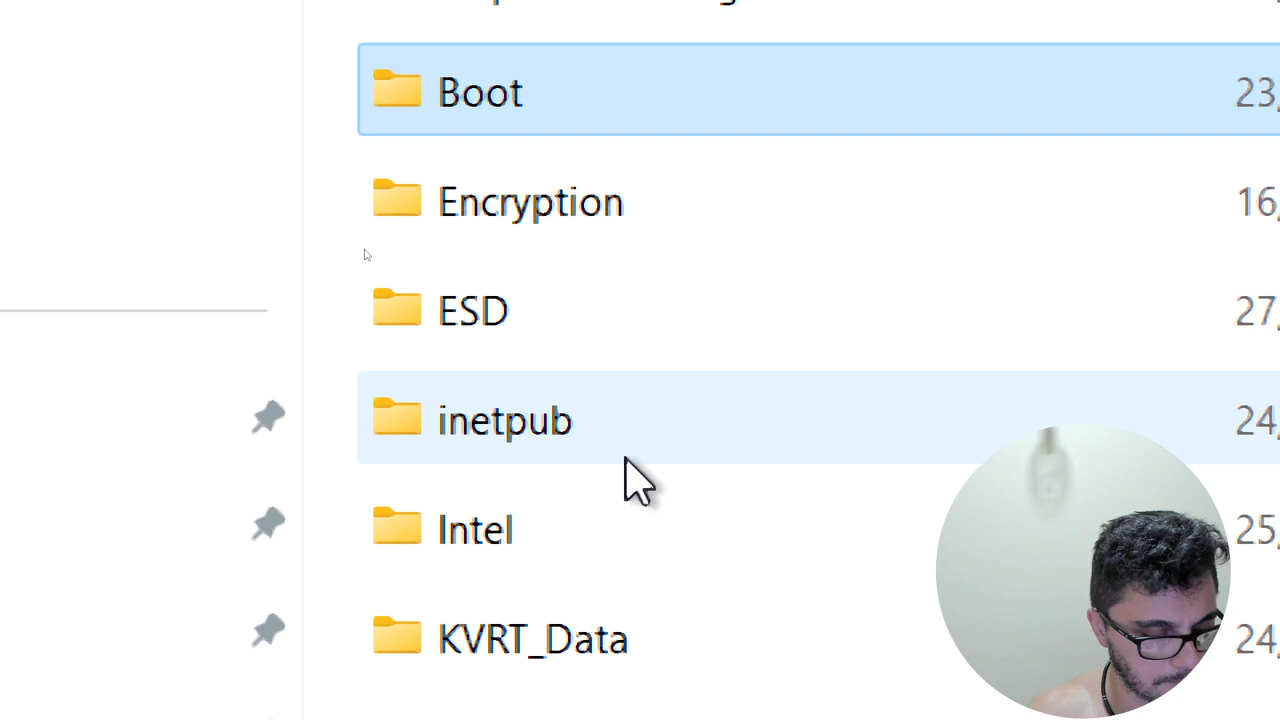 Boot 23,
Encryption 16,
ESD 27,
inetpub 24,
Intel 25,
KVRT_Data 24,